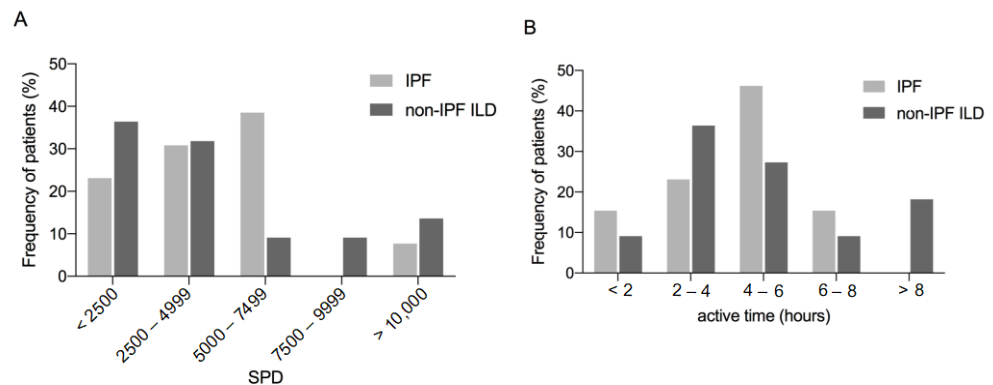 A
Frequency of patients (%)
50
40
30
20
10
0
IPF
non-IPF ILD
< 2500
2500 – 4999
5000 – 7499
7500 – 9999
> 10,000
SPD
B
Frequency of patients (%)
50
40
30
20
10
0
IPF
non-IPF ILD
< 2
2 – 4
4 – 6
6 – 8
> 8
active time (hours)